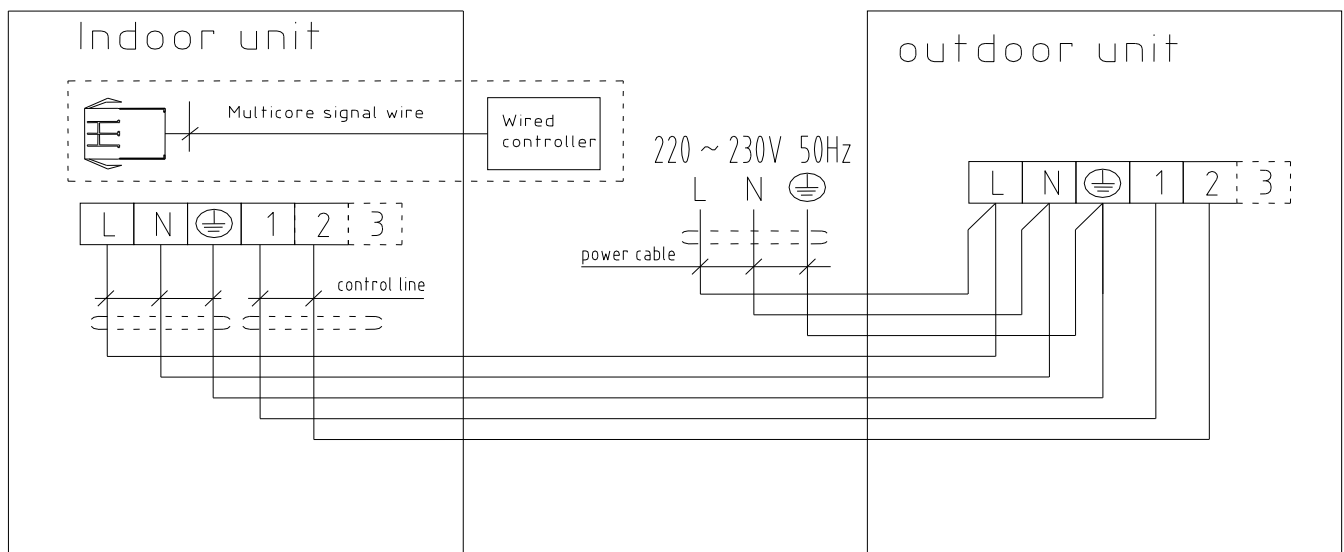 Indoor unit
Multicore signal wire
Wired
controller
L N 1 2 3
control line
220 ~ 230V 50Hz
L N
power cable
outdoor unit
L N 1 2 3